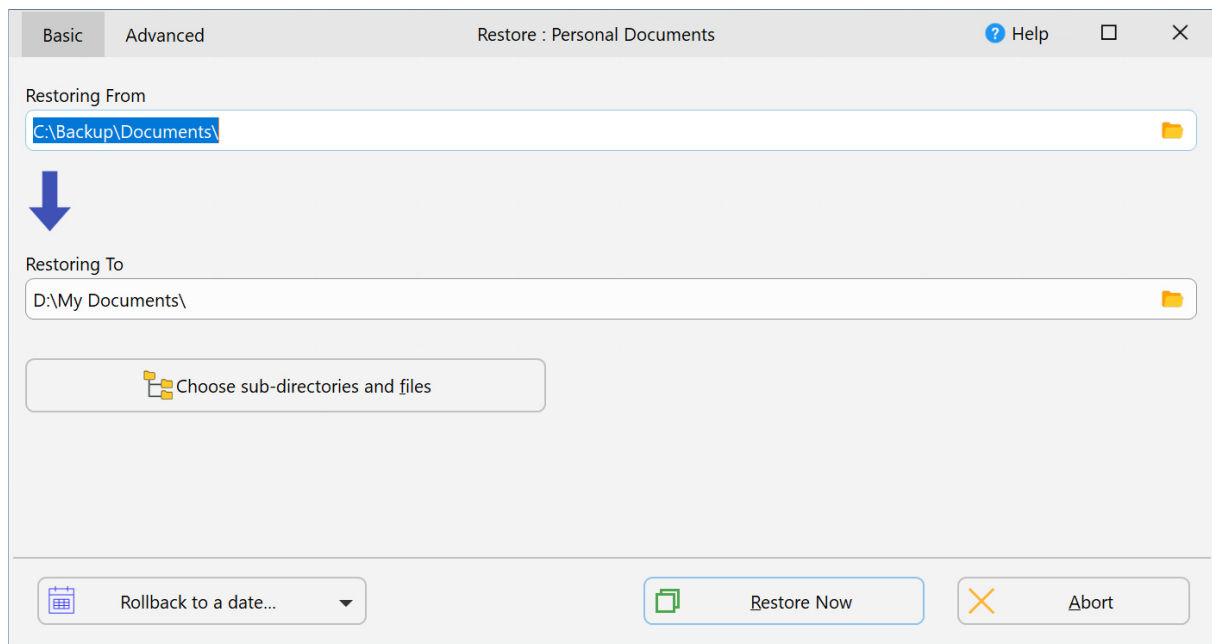 Basic Advanced Restore : Personal Documents ? Help
Restoring From
C:\Backup\Documents\
Restoring To
D:\My Documents\
Choose sub-directories and files
Rollback to a date... Restore Now Abort